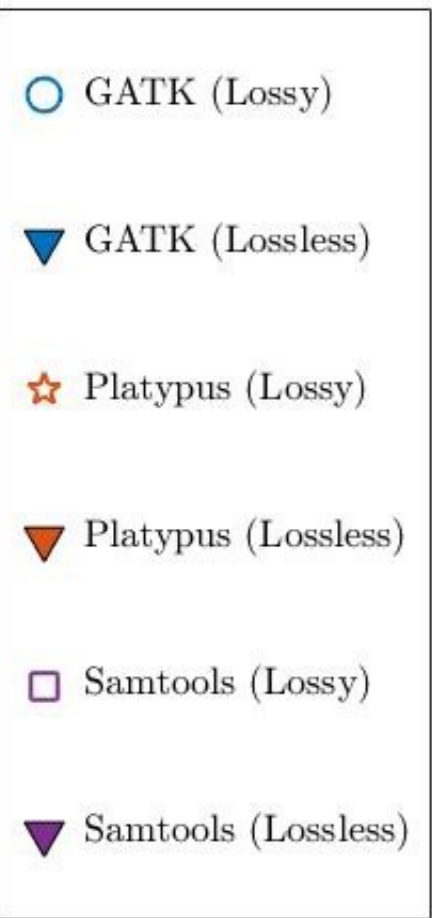 GATK (Lossy)
GATK (Lossless)
Platypus (Lossy)
Platypus (Lossless)
Samtools (Lossy)
Samtools (Lossless)